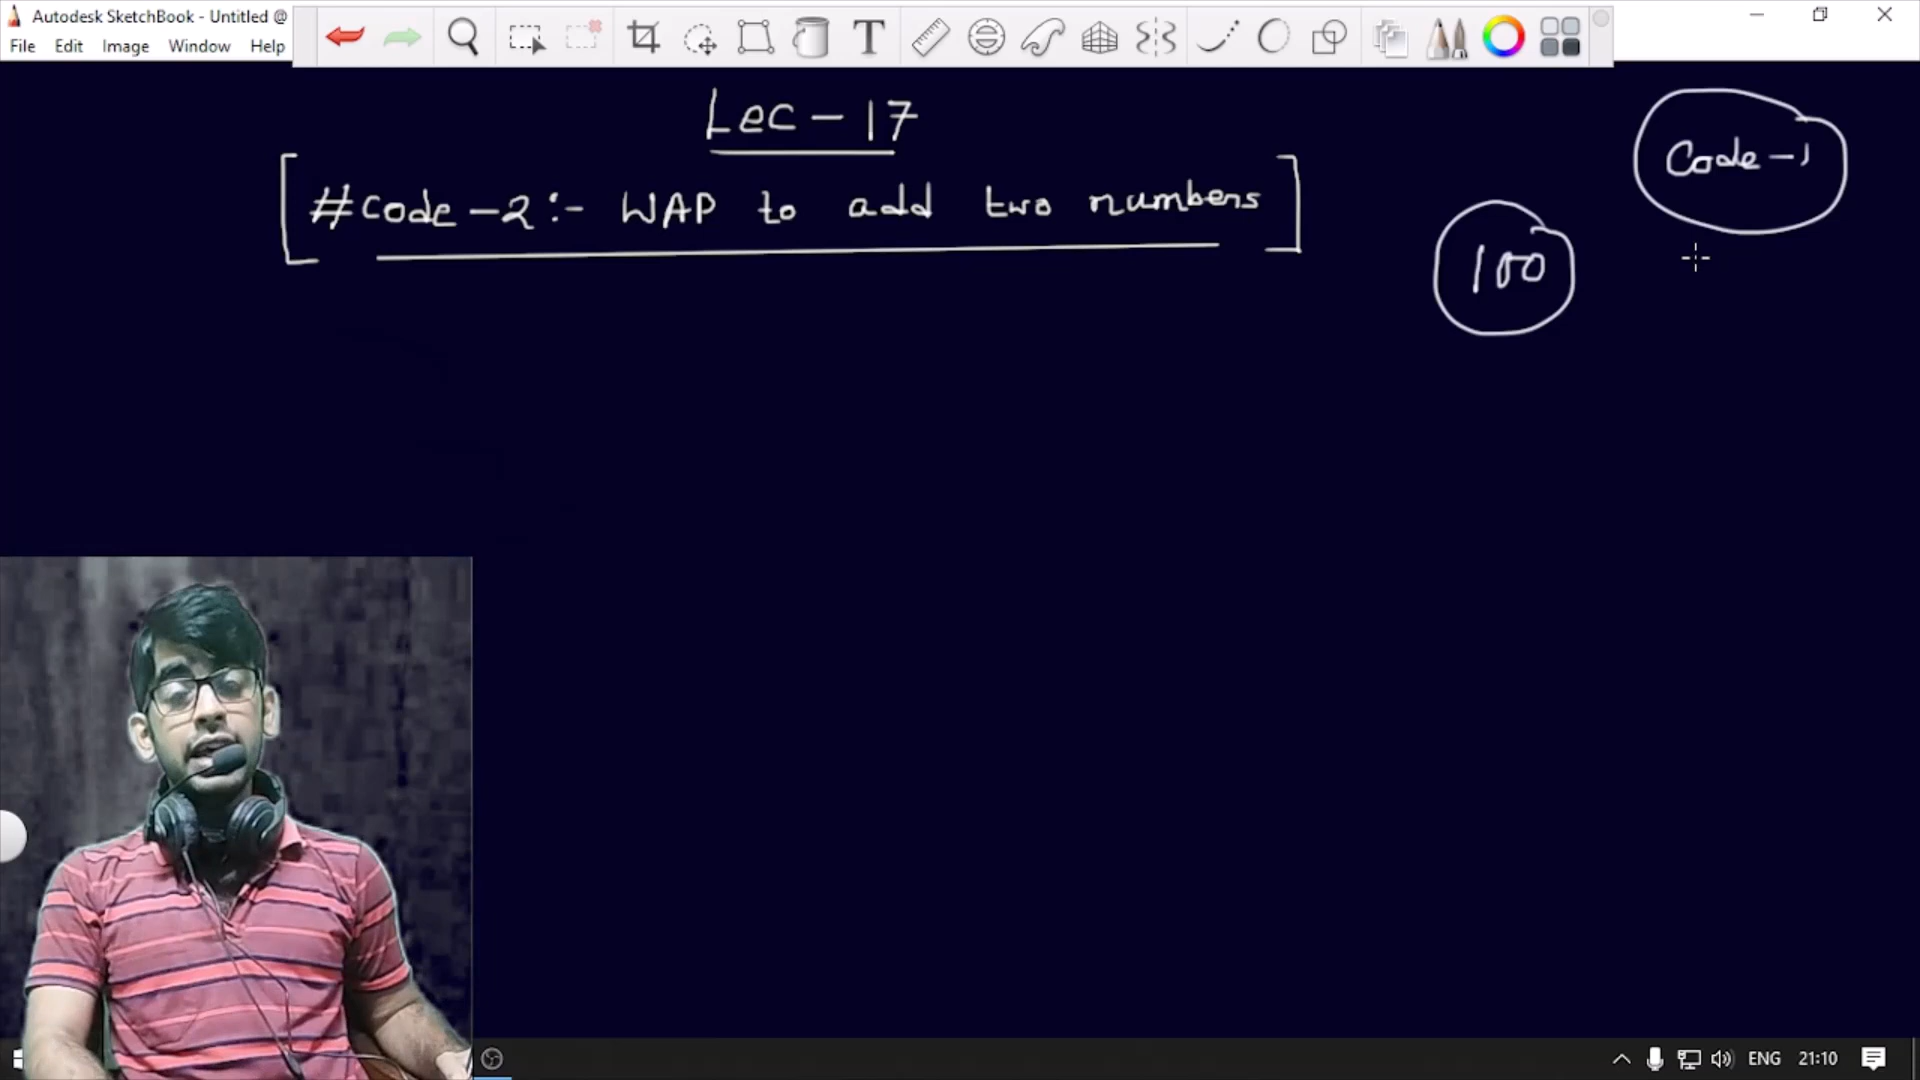 Autodesk SketchBook - Untitled @
File Edit Image Window Help
T
Lec - 17
#code - 2 :- WAP to add two numbers
Code - 1
100
ENG 21:10